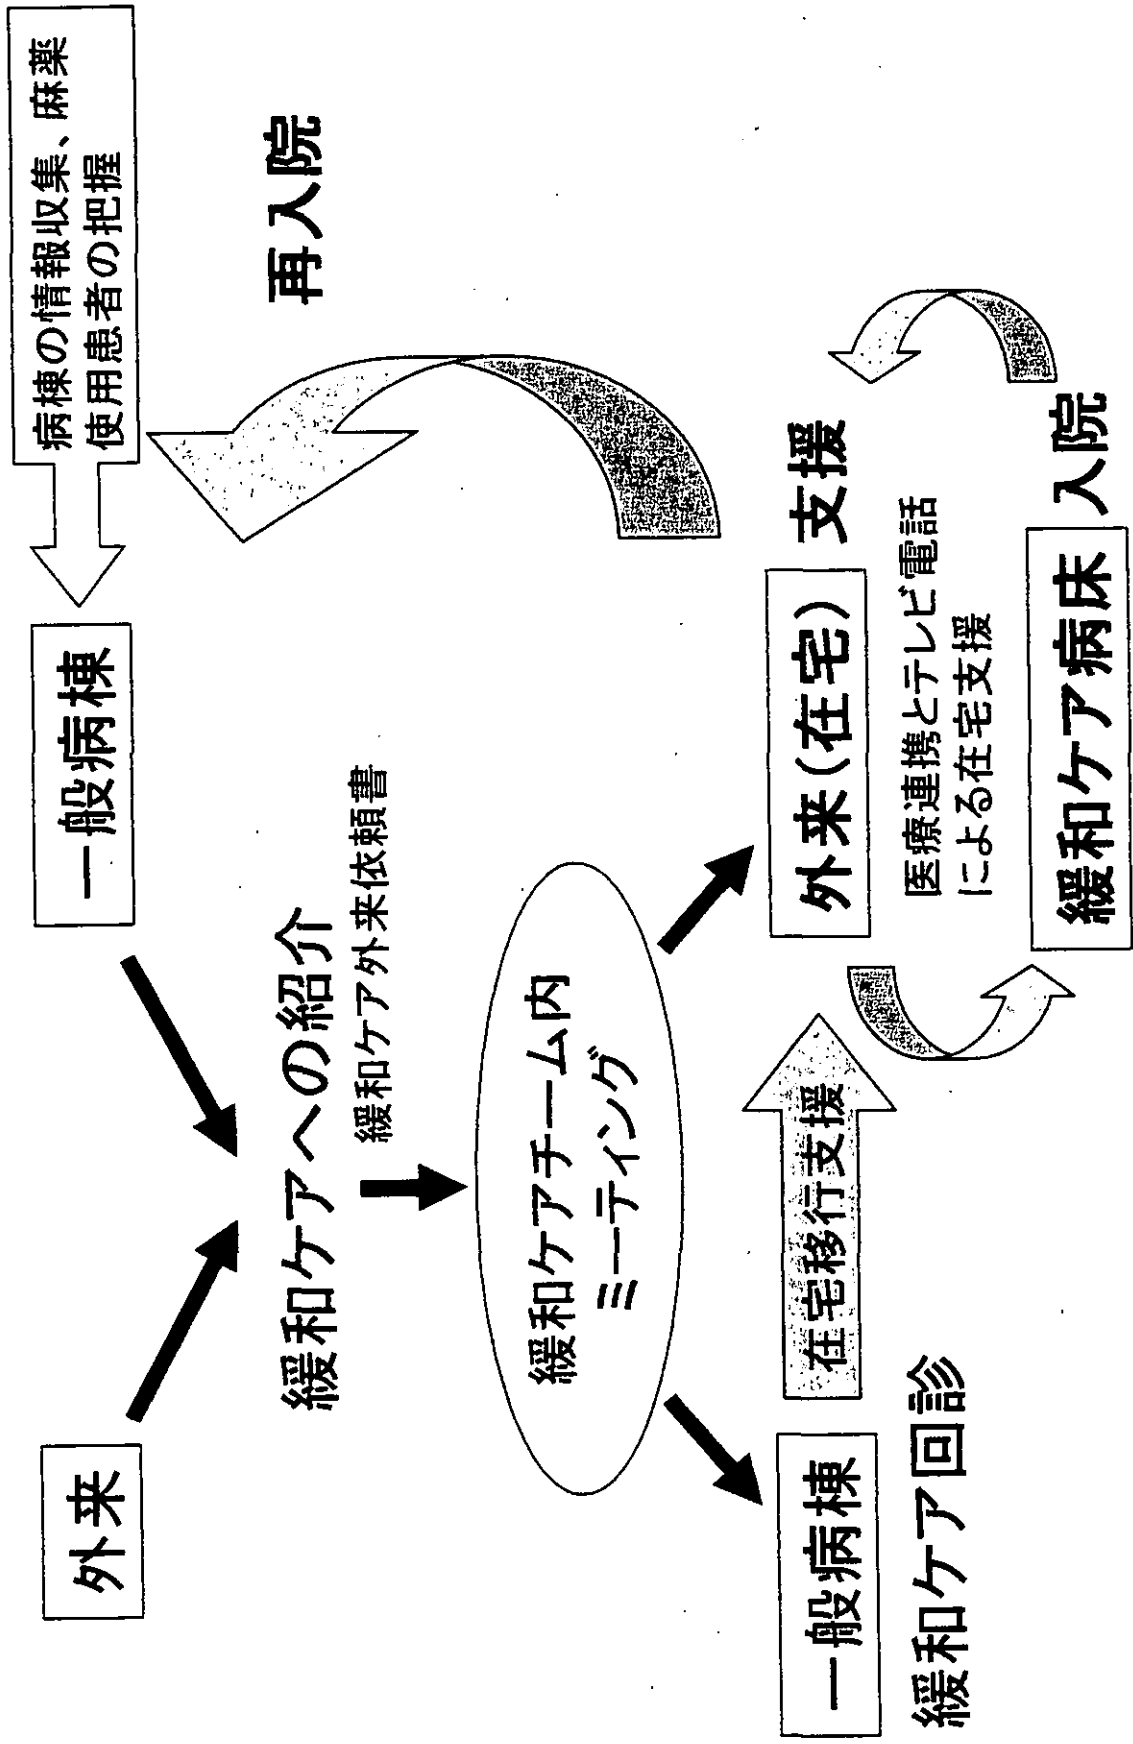 外来
一般病棟
病棟の情報収集、麻薬
使用患者の把握
緩和ケアへの紹介
緩和ケア外来依頼書
再入院
緩和ケアチーム内
ミーティング
一般病棟
緩和ケア回診
在宅移行支援
外来(在宅)
支援
医療連携とテレビ電話
による在宅支援
緩和ケア病床
入院